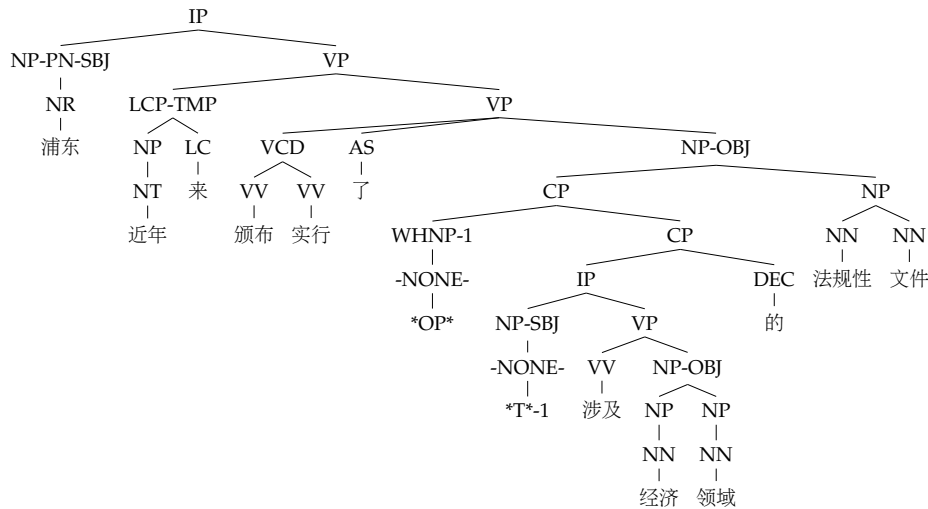 IP
NP-PN-SBJ VP
NR LCP-TMP VP
浦东 NP LC VCD AS NP-OBJ
NT 来 VV VV 了 CP NP
近年 颁布 实行 WHNP-1 CP NN NN
-NONE- IP DEC 法规性 文件
*OP* NP-SBJ VP 的
-NONE- VV NP-OBJ
*T*-1 涉及 NP NP
NN NN
经济 领域